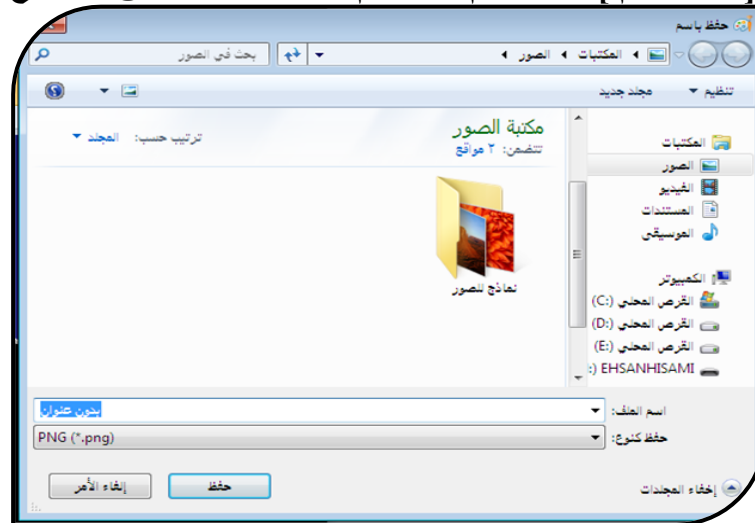 حفظ باسم
المكتبات
الصور
بحث في الصور
تنظيم
مجلد جديد
المكتبات
الصور
الفيديو
المستندات
الموسيقى
الكمبيوتر
القرص المحلي (C:)
القرص المحلي (D:)
القرص المحلي (E:)
EHSANHISAMI (
مكتبة الصور
تتضمن: ٢ مواقع
ترتيب حسب: المجلد
نماذج للصور
اسم الملف: بدون عنوان
حفظ كنوع: PNG (*.png)
إخفاء المجلدات
حفظ
إلغاء الأمر